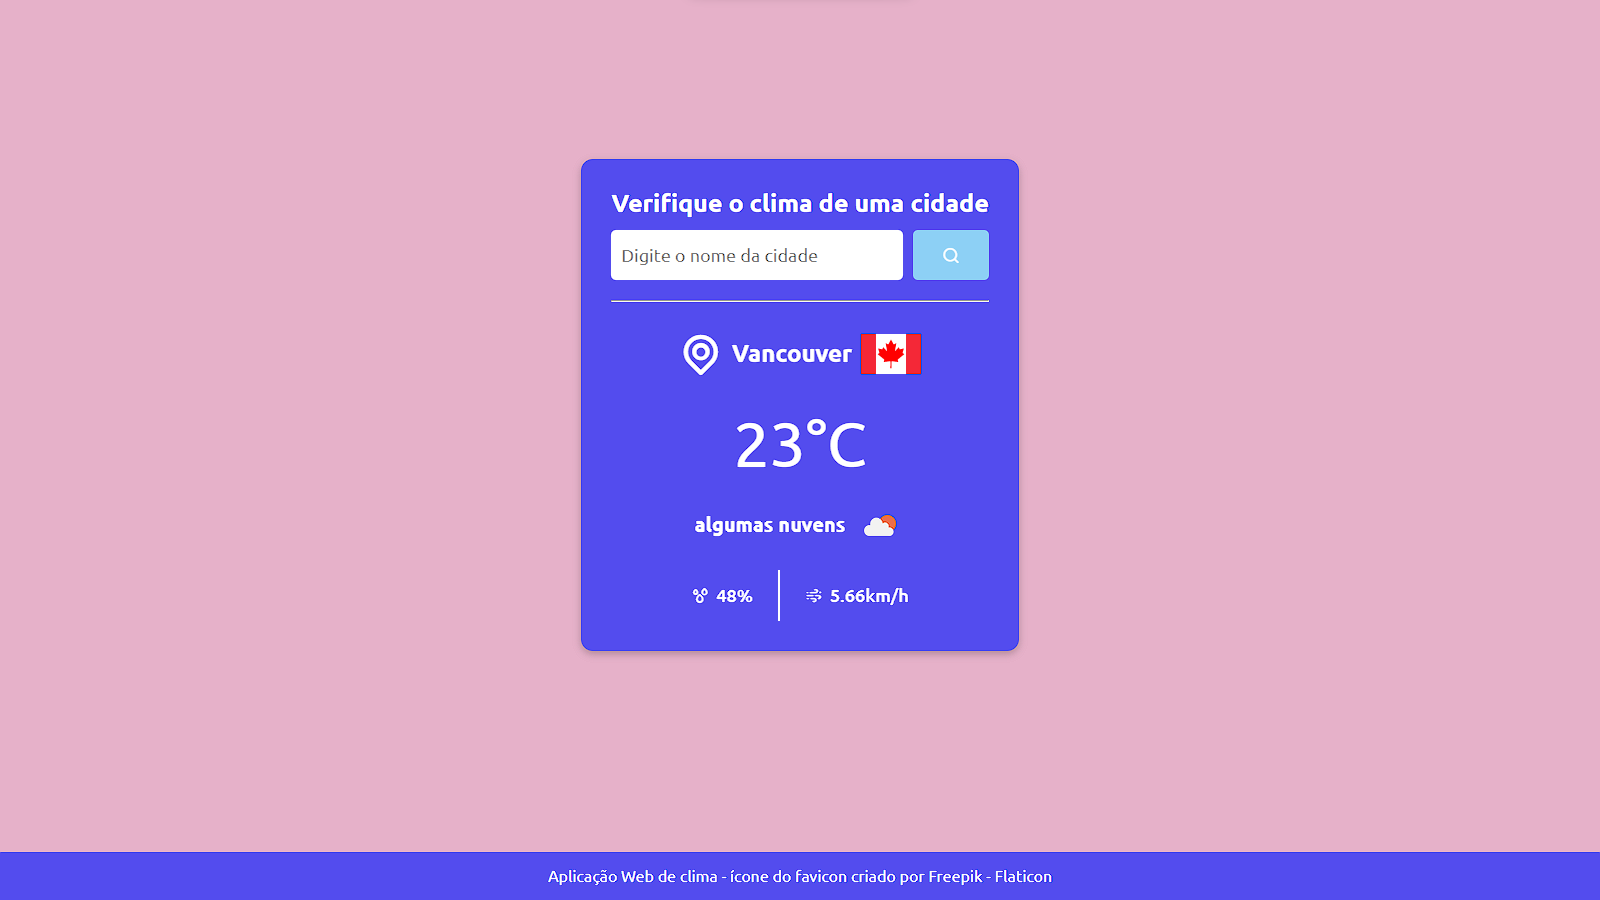 Verifique o clima de uma cidade
Digite o nome da cidade
Vancouver
23°C
algumas nuvens
48%
5.66km/h
Aplicação Web de clima - ícone do favicon criado por Freepik - Flaticon